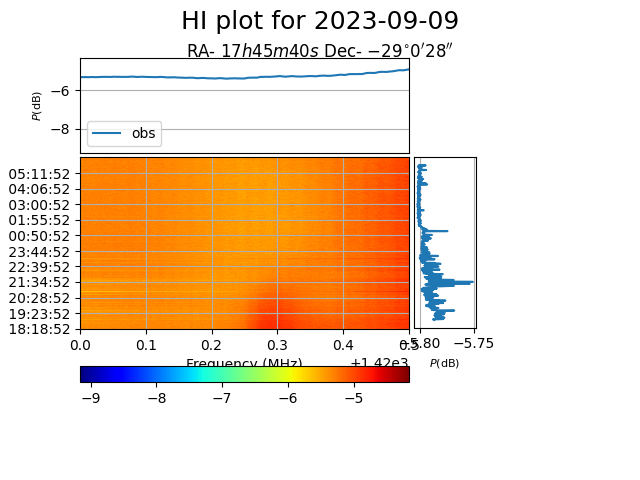 HI plot for 2023-09-09
RA- 17h45m40s Dec- −29°0′28″
P(dB)
−6
−8
obs
05:11:52
04:06:52
03:00:52
01:55:52
00:50:52
23:44:52
22:39:52
21:34:52
20:28:52
19:23:52
18:18:52
0.0 0.1 0.2 0.3 0.4 0.5
−5.80 −5.75
Frequency (MHz) +1.42e3
P(dB)
−9 −8 −7 −6 −5